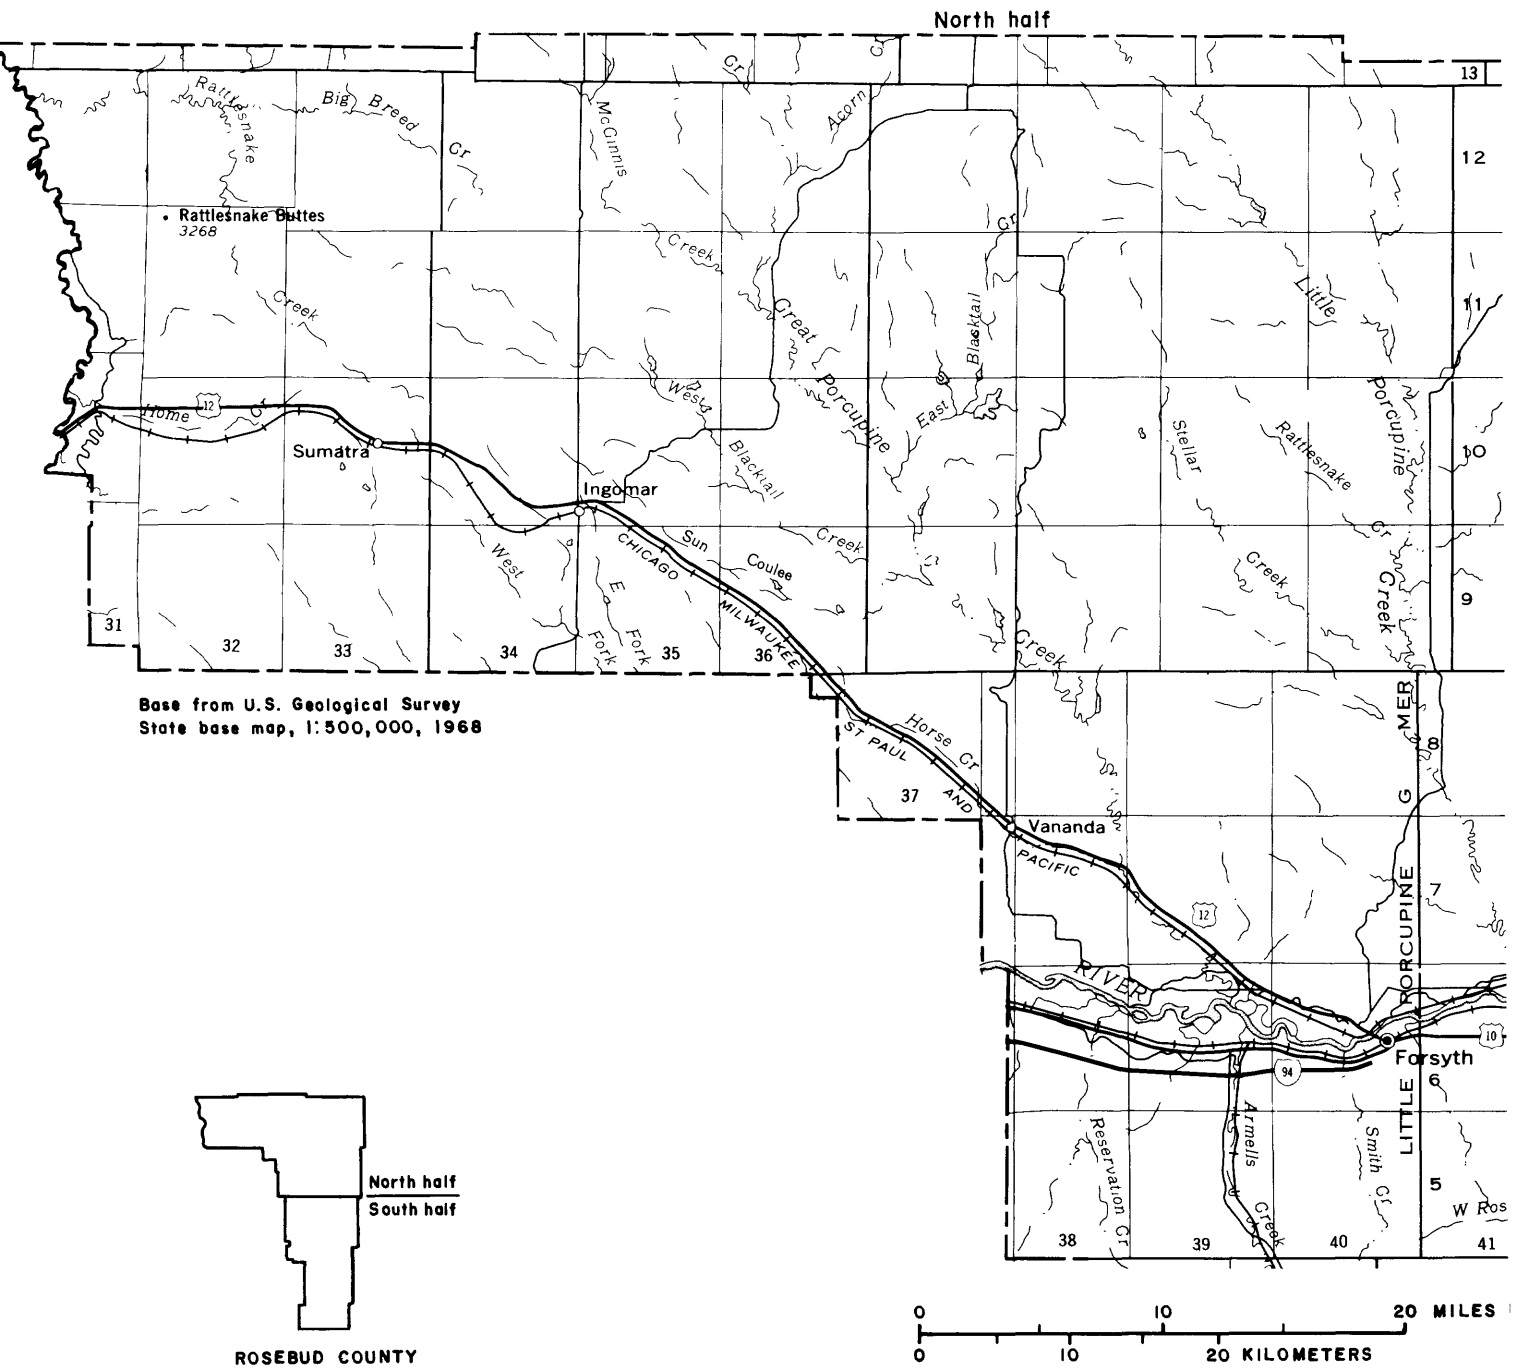 North half
13
Rattlesnake
Big Breed
Cr
McGinnis
Cr
Acorn
Cr
12
Rattlesnake Buttes
3268
Creek
Creek
Great
Porcupine
Cr
Blacktail
East
Little
11
Porcupine
12
Home Cr
Sumatra
West
Blacktail
Creek
Stellar
Rattlesnake
Cr
10
Ingomar
CHICAGO
Sun
Coulee
West
E
Fork
Fork
MILWAUKEE
Creek
Creek
Creek
9
31
32
33
34
35
36
Base from U.S. Geological Survey
State base map, 1:500,000, 1968
ST PAUL
Horse Cr
AND
37
Vananda
PACIFIC
MER
8
G
7
12
LITTLE PORCUPINE
RIVER
10
Forsyth
94
6
Armells
Creek
Reservation Cr
Smith Cr
5
W Ros
38
39
40
41
North half
South half
ROSEBUD COUNTY
0 10 20 MILES
0 10 20 KILOMETERS